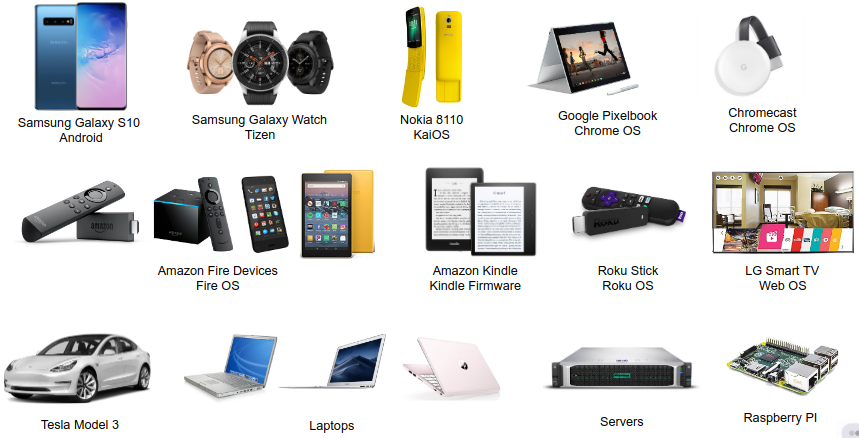 Samsung Galaxy S10
Android
Samsung Galaxy Watch
Tizen
Nokia 8110
KaiOS
Google Pixelbook
Chrome OS
Chromecast
Chrome OS
amazon
Roku
Amazon Fire Devices
Fire OS
Amazon Kindle
Kindle Firmware
Roku Stick
Roku OS
LG Smart TV
Web OS
Tesla Model 3
Laptops
Servers
Raspberry PI